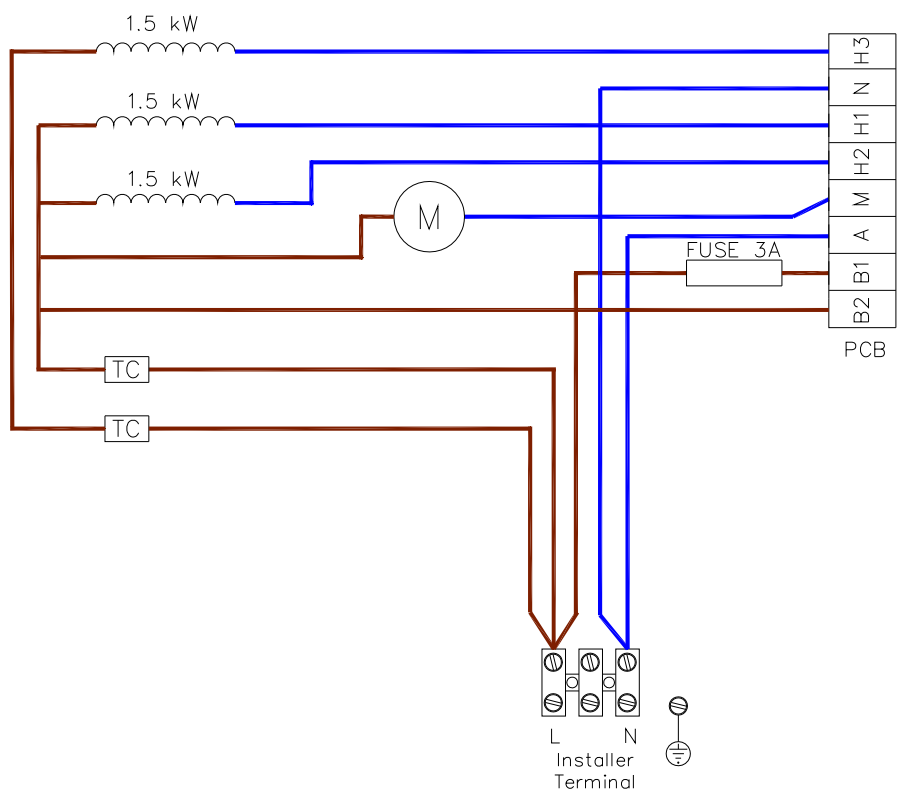 1.5 kW
1.5 kW
1.5 kW
M
TC
TC
FUSE 3A
H3
N
H1
H2
M
A
B1
B2
PCB
L N
Installer
Terminal